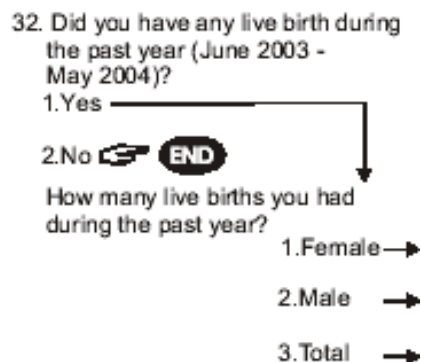 32. Did you have any live birth during
the past year (June 2003 -
May 2004)?
1.Yes
2.No END
How many live births you had
during the past year?
1.Female
2.Male
3.Total